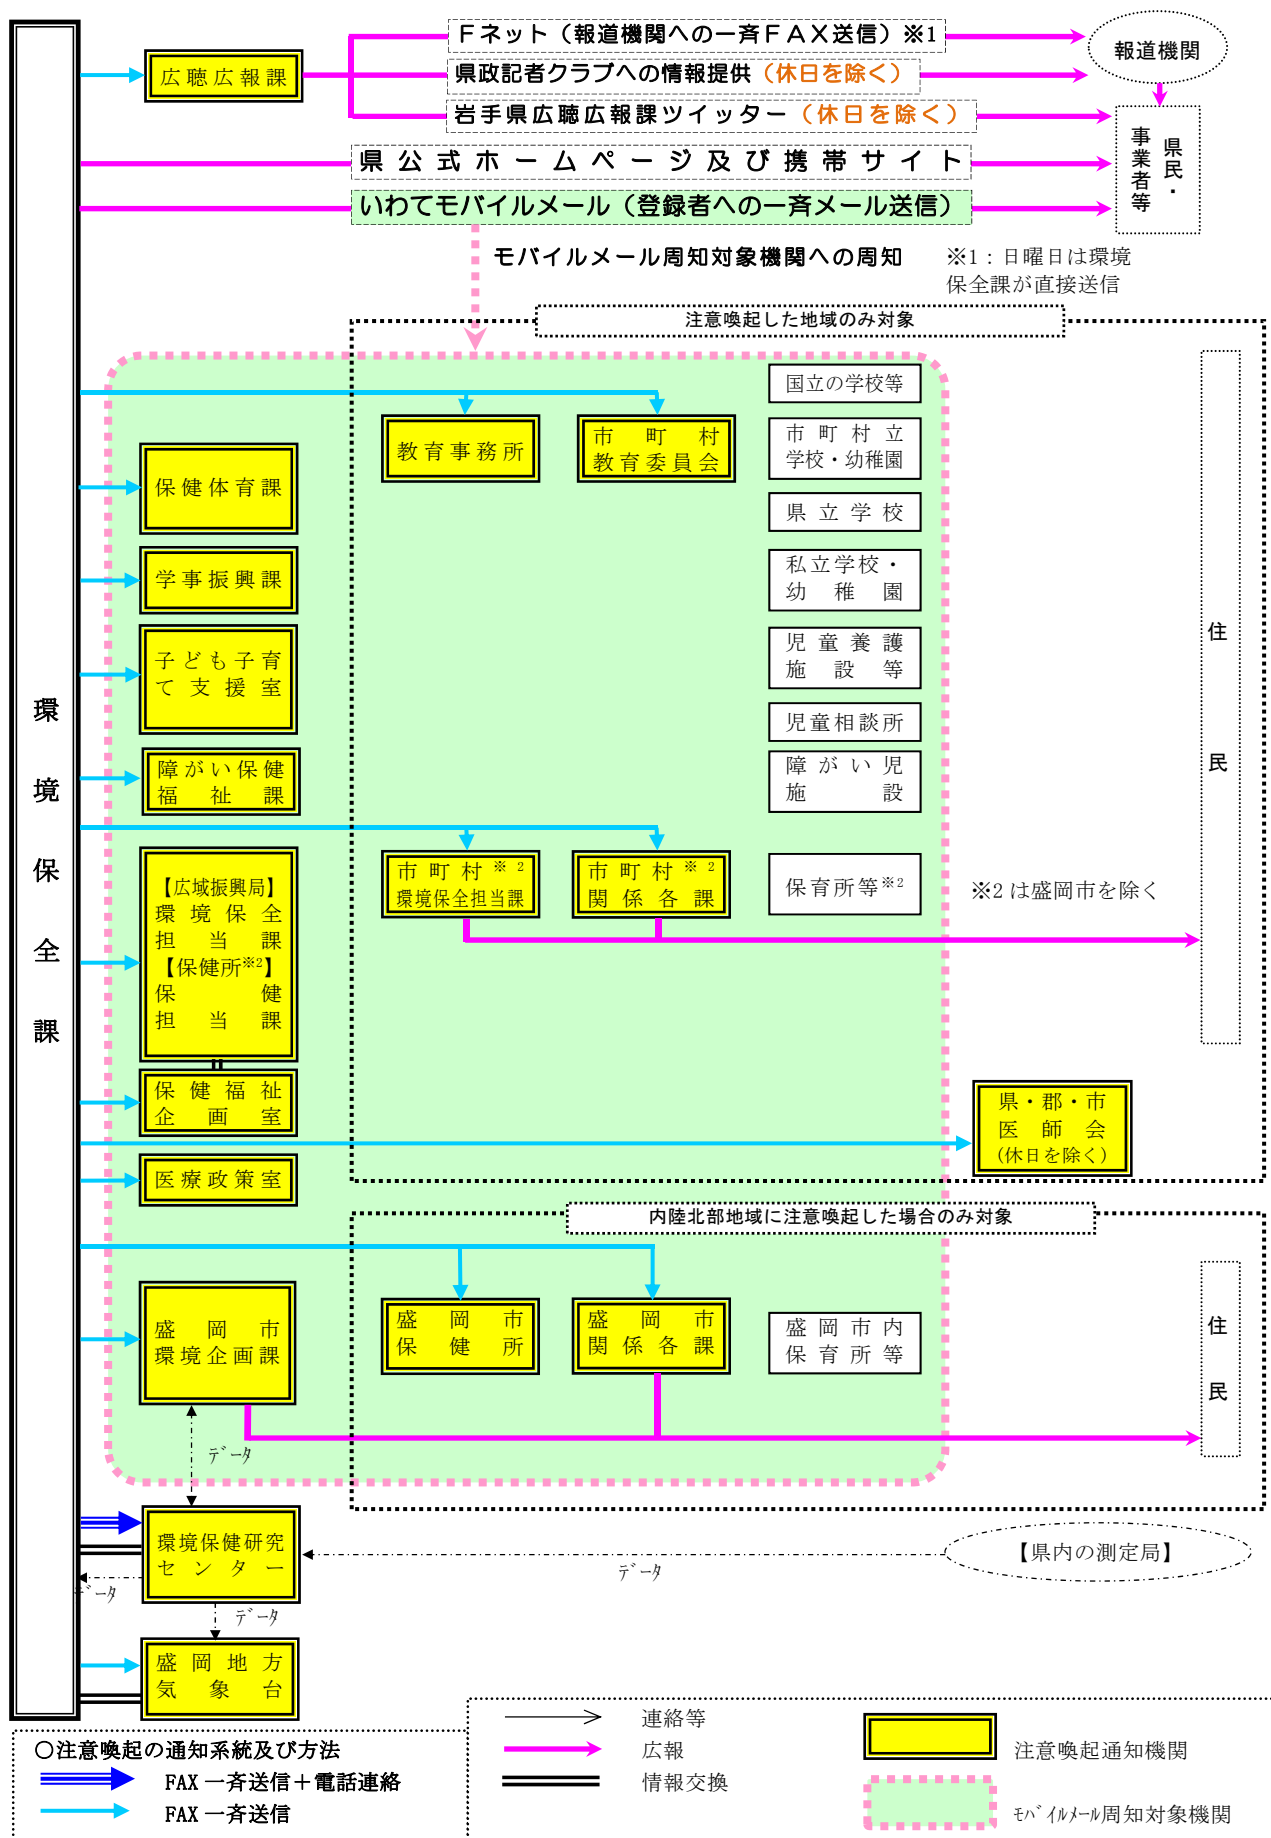 Ｆネット（報道機関への一斉ＦＡＸ送信）※1
報道機関
広聴広報課
県政記者クラブへの情報提供（休日を除く）
岩手県広聴広報課ツイッター（休日を除く）
県民・
事業者等
県公式ホームページ及び携帯サイト
いわてモバイルメール（登録者への一斉メール送信）
モバイルメール周知対象機関への周知
※1：日曜日は環境
保全課が直接送信
注意喚起した地域のみ対象
環境保全課
国立の学校等
教育事務所
市町村
教育委員会
市町村立
学校・幼稚園
保健体育課
県立学校
学事振興課
私立学校・
幼稚園
子ども子育
て支援室
児童養護
施設等
住民
児童相談所
障がい保健
福祉課
障がい児
施設
【広域振興局】
環境保全
担当課
【保健所※2】
保健
担当課
市町村※2
環境保全担当課
市町村※2
関係各課
保育所等※2
※2は盛岡市を除く
保健福祉
企画室
県・郡・市
医師会
(休日を除く)
医療政策室
内陸北部地域に注意喚起した場合のみ対象
盛岡市
環境企画課
盛岡市
保健所
盛岡市
関係各課
盛岡市内
保育所等
住民
データ
環境保健研究
センター
【県内の測定局】
データ
データ
データ
盛岡地方
気象台
○注意喚起の通知系統及び方法
FAX一斉送信＋電話連絡
FAX一斉送信
連絡等
広報
情報交換
注意喚起通知機関
ﾓﾊﾞｲﾙﾒｰﾙ周知対象機関